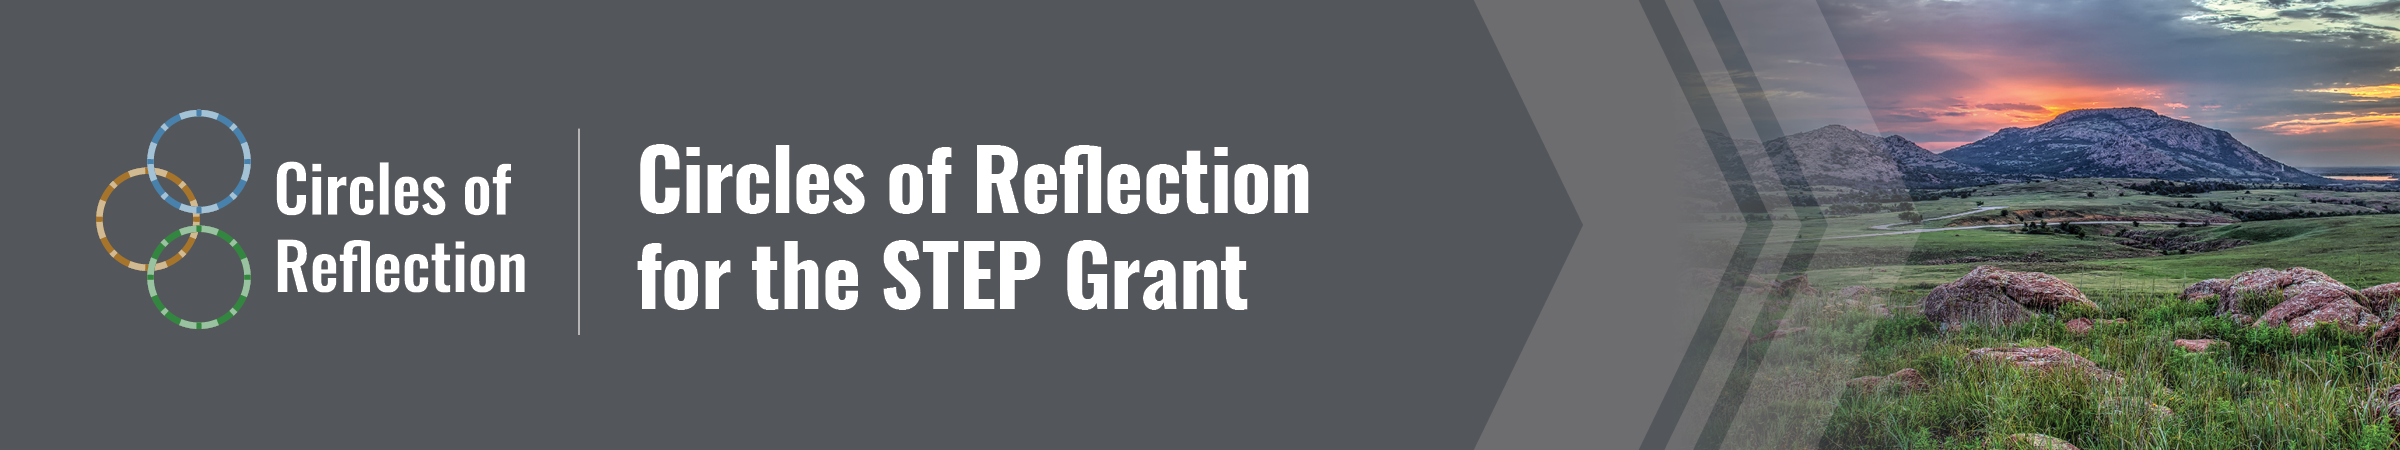 Circles of
Reflection
Circles of Reflection
for the STEP Grant